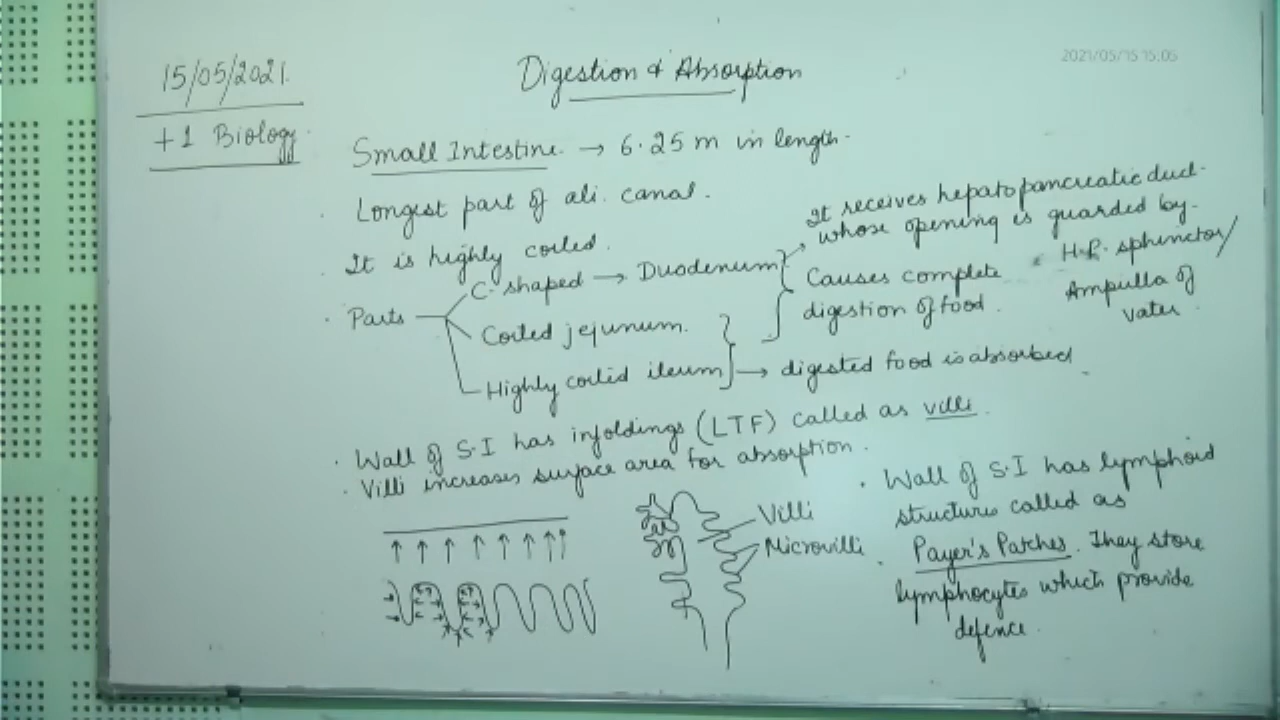 2021/05/15 15:05
15/05/2021.
+1 Biology.
Digestion & Absorption
Small Intestine → 6.25 m in length.
· Longest part of ali. canal.
· It is highly coiled.
· Parts
C-shaped → Duodenum
Coiled jejunum.
Highly coiled ileum → digested food is absorbed
It receives hepatopancreatic duct.
whose opening is guarded by.
H.P. sphinctor/
Ampulla of
vater.
Causes complete
digestion of food.
· Wall of S.I has infoldings (LTF) called as villi.
· Villi increases surface area for absorption.
Villi
Microvilli
· Wall of S.I has lymphoid
structures called as
Payer's Patches. They store
lymphocytes which provide
defence.